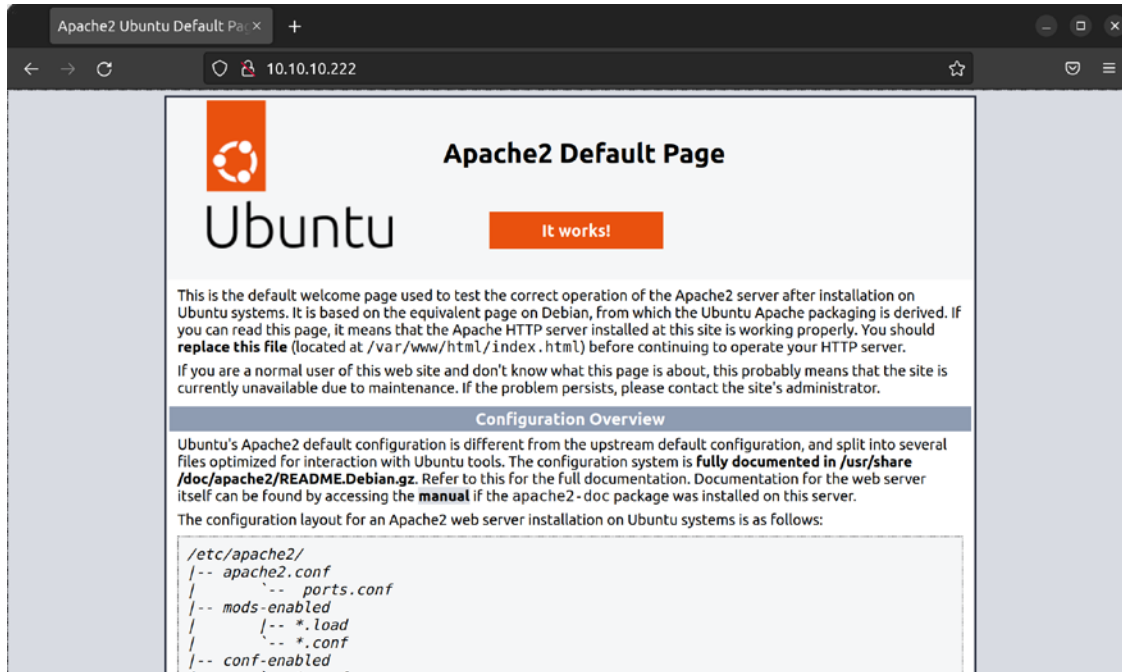 Apache2 Ubuntu Default Pag
10.10.10.222
Ubuntu
Apache2 Default Page
It works!
This is the default welcome page used to test the correct operation of the Apache2 server after installation on
Ubuntu systems. It is based on the equivalent page on Debian, from which the Ubuntu Apache packaging is derived. If
you can read this page, it means that the Apache HTTP server installed at this site is working properly. You should
replace this file (located at /var/www/html/index.html) before continuing to operate your HTTP server.
If you are a normal user of this web site and don't know what this page is about, this probably means that the site is
currently unavailable due to maintenance. If the problem persists, please contact the site's administrator.
Configuration Overview
Ubuntu's Apache2 default configuration is different from the upstream default configuration, and split into several
files optimized for interaction with Ubuntu tools. The configuration system is fully documented in /usr/share
/doc/apache2/README.Debian.gz. Refer to this for the full documentation. Documentation for the web server
itself can be found by accessing the manual if the apache2-doc package was installed on this server.
The configuration layout for an Apache2 web server installation on Ubuntu systems is as follows:
/etc/apache2/
|-- apache2.conf
|       `--  ports.conf
|-- mods-enabled
|       |-- *.load
|       `-- *.conf
|-- conf-enabled